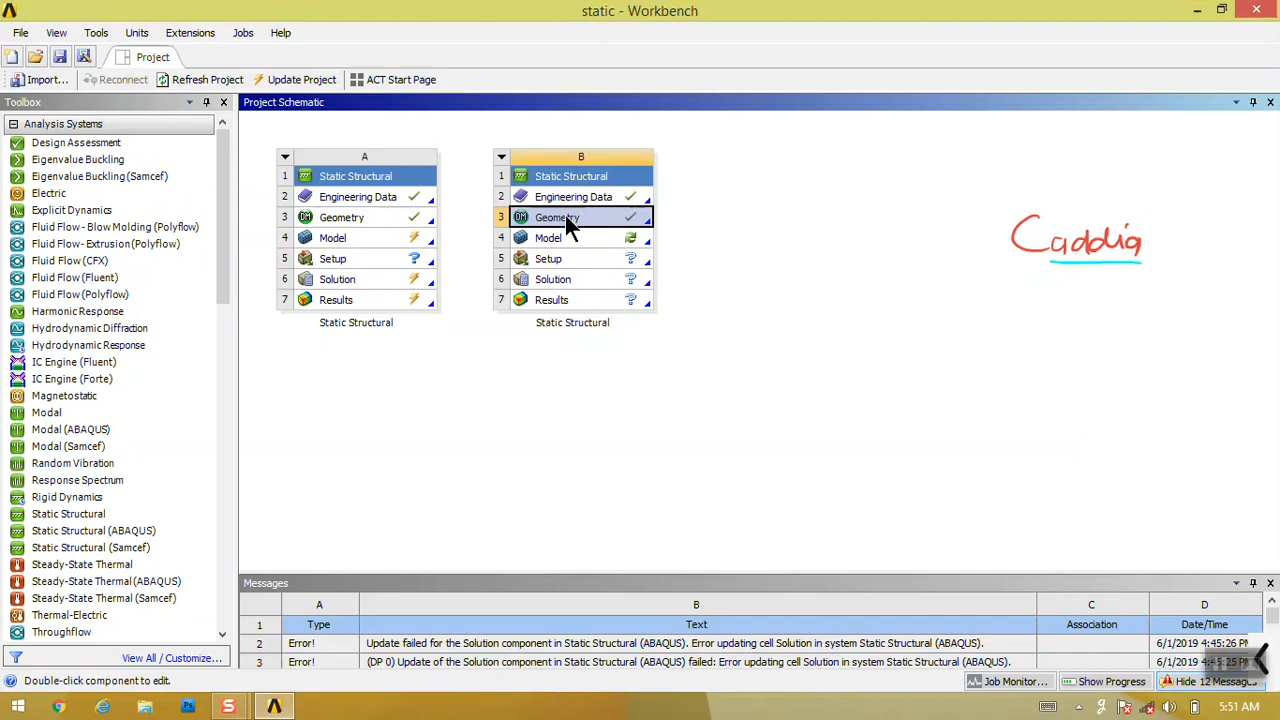 static - Workbench
File View Tools Units Extensions Jobs Help
Project
Import... Reconnect Refresh Project Update Project ACT Start Page
Toolbox
Analysis Systems
Design Assessment
Eigenvalue Buckling
Eigenvalue Buckling (Samcef)
Electric
Explicit Dynamics
Fluid Flow - Blow Molding (Polyflow)
Fluid Flow - Extrusion (Polyflow)
Fluid Flow (CFX)
Fluid Flow (Fluent)
Fluid Flow (Polyflow)
Harmonic Response
Hydrodynamic Diffraction
Hydrodynamic Response
IC Engine (Fluent)
IC Engine (Forte)
Magnetostatic
Modal
Modal (ABAQUS)
Modal (Samcef)
Random Vibration
Response Spectrum
Rigid Dynamics
Static Structural
Static Structural (ABAQUS)
Static Structural (Samcef)
Steady-State Thermal
Steady-State Thermal (ABAQUS)
Steady-State Thermal (Samcef)
Thermal-Electric
Throughflow
View All / Customize...
Project Schematic
A
1 Static Structural
2 Engineering Data
3 Geometry
4 Model
5 Setup
6 Solution
7 Results
Static Structural
B
1 Static Structural
2 Engineering Data
3 Geometry
4 Model
5 Setup
6 Solution
7 Results
Static Structural
Caddia
Messages
A B C D
1 Type Text Association Date/Time
2 Error! Update failed for the Solution component in Static Structural (ABAQUS). Error updating cell Solution in system Static Structural (ABAQUS). 6/1/2019 4:45:26 PM
3 Error! (DP 0) Update of the Solution component in Static Structural (ABAQUS) failed: Error updating cell Solution in system Static Structural (ABAQUS). 6/1/2019 4:45:25 PM
Double-click component to edit. Job Monitor... Show Progress Hide 12 Messages
5:51 AM